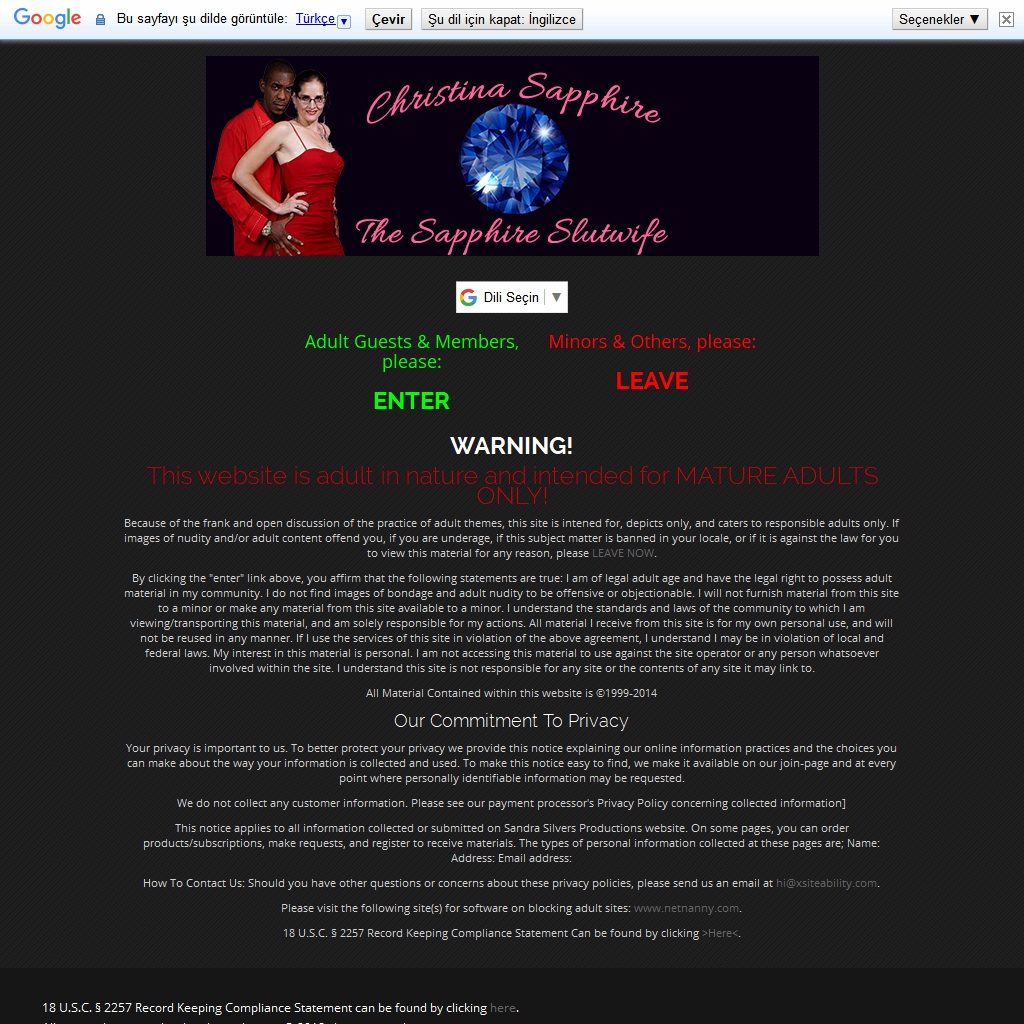 Google Bu sayfayı şu dilde görüntüle: Türkçe Çevir Şu dil için kapat: İngilizce Seçenekler ▼
Christina Sapphire
The Sapphire Slutwife
Dili Seçin ▼
Adult Guests & Members,
please:
ENTER
Minors & Others, please:
LEAVE
WARNING!
This website is adult in nature and intended for MATURE ADULTS
ONLY!
Because of the frank and open discussion of the practice of adult themes, this site is intened for, depicts only, and caters to responsible adults only. If
images of nudity and/or adult content offend you, if you are underage, if this subject matter is banned in your locale, or if it is against the law for you
to view this material for any reason, please LEAVE NOW.
By clicking the "enter" link above, you affirm that the following statements are true: I am of legal adult age and have the legal right to possess adult
material in my community. I do not find images of bondage and adult nudity to be offensive or objectionable. I will not furnish material from this site
to a minor or make any material from this site available to a minor. I understand the standards and laws of the community to which I am
viewing/transporting this material, and am solely responsible for my actions. All material I receive from this site is for my own personal use, and will
not be reused in any manner. If I use the services of this site in violation of the above agreement, I understand I may be in violation of local and
federal laws. My interest in this material is personal. I am not accessing this material to use against the site operator or any person whatsoever
involved within the site. I understand this site is not responsible for any site or the contents of any site it may link to.
All Material Contained within this website is ©1999-2014
Our Commitment To Privacy
Your privacy is important to us. To better protect your privacy we provide this notice explaining our online information practices and the choices you
can make about the way your information is collected and used. To make this notice easy to find, we make it available on our join-page and at every
point where personally identifiable information may be requested.
We do not collect any customer information. Please see our payment processor's Privacy Policy concerning collected information]
This notice applies to all information collected or submitted on Sandra Silvers Productions website. On some pages, you can order
products/subscriptions, make requests, and register to receive materials. The types of personal information collected at these pages are; Name:
Address: Email address:
How To Contact Us: Should you have other questions or concerns about these privacy policies, please send us an email at hi@xsiteability.com.
Please visit the following site(s) for software on blocking adult sites: www.netnanny.com.
18 U.S.C. § 2257 Record Keeping Compliance Statement Can be found by clicking >Here<.
18 U.S.C. § 2257 Record Keeping Compliance Statement can be found by clicking here.